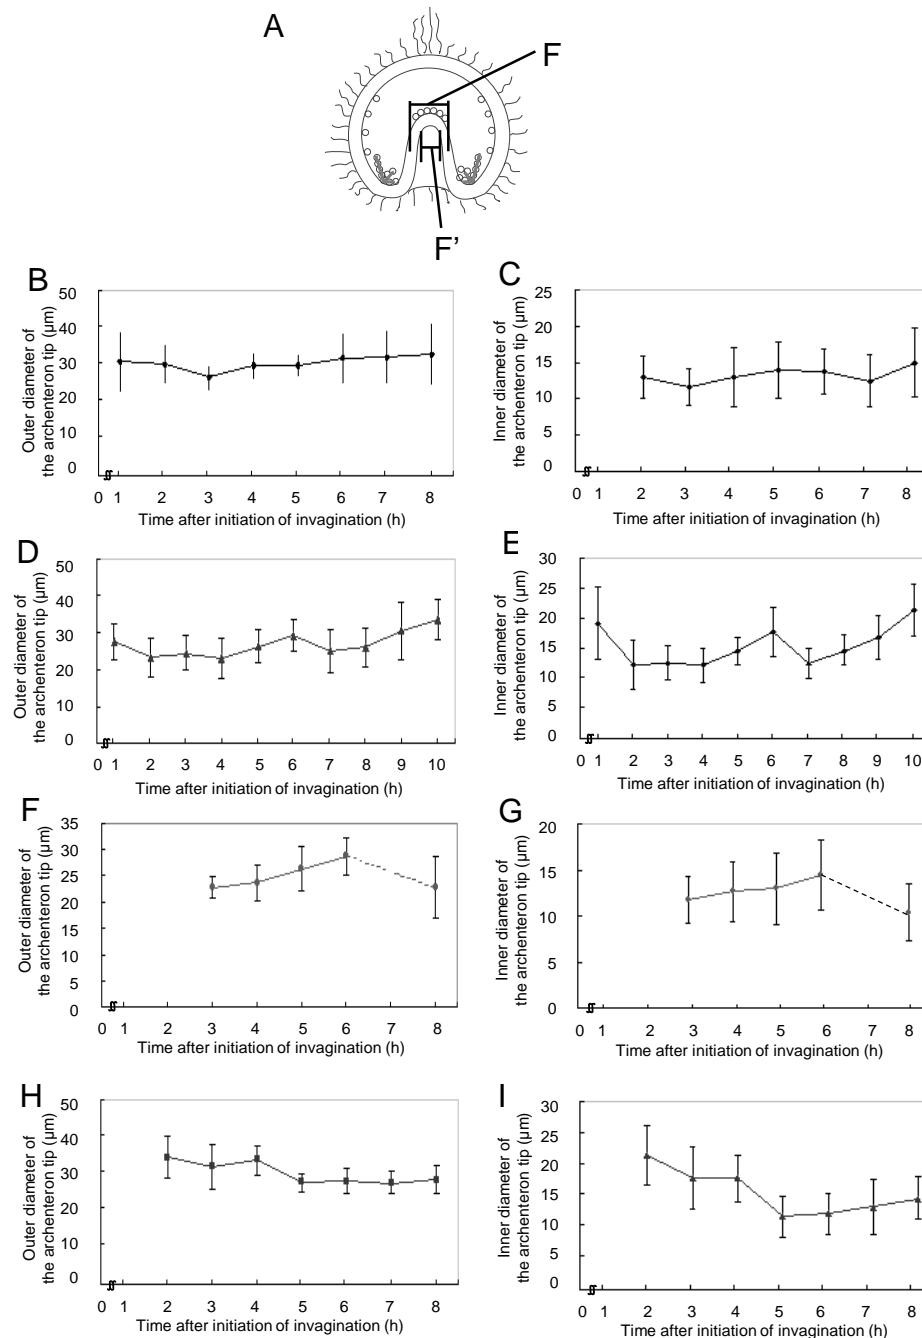 A
F
F'
B
Outer diameter of
the archenteron tip (µm)
50
40
30
20
10
0
0 1 2 3 4 5 6 7 8
Time after initiation of invagination (h)
C
Inner diameter of
the archenteron tip (µm)
25
20
15
10
5
0
0 1 2 3 4 5 6 7 8
Time after initiation of invagination (h)
D
Outer diameter of
the archenteron tip (µm)
50
40
30
20
10
0
0 1 2 3 4 5 6 7 8 9 10
Time after initiation of invagination (h)
E
Inner diameter of
the archenteron tip (µm)
30
25
20
15
10
5
0
0 1 2 3 4 5 6 7 8 9 10
Time after initiation of invagination (h)
F
Outer diameter of
the archenteron tip (µm)
35
30
25
20
15
10
5
0
0 1 2 3 4 5 6 7 8
Time after initiation of invagination (h)
G
Inner diameter of
the archenteron tip (µm)
20
15
10
5
0
0 1 2 3 4 5 6 7 8
Time after initiation of invagination (h)
H
Outer diameter of
the archenteron tip (µm)
50
40
30
20
10
0
0 1 2 3 4 5 6 7 8
Time after initiation of invagination (h)
I
Inner diameter of
the archenteron tip (µm)
30
25
20
15
10
5
0
0 1 2 3 4 5 6 7 8
Time after initiation of invagination (h)